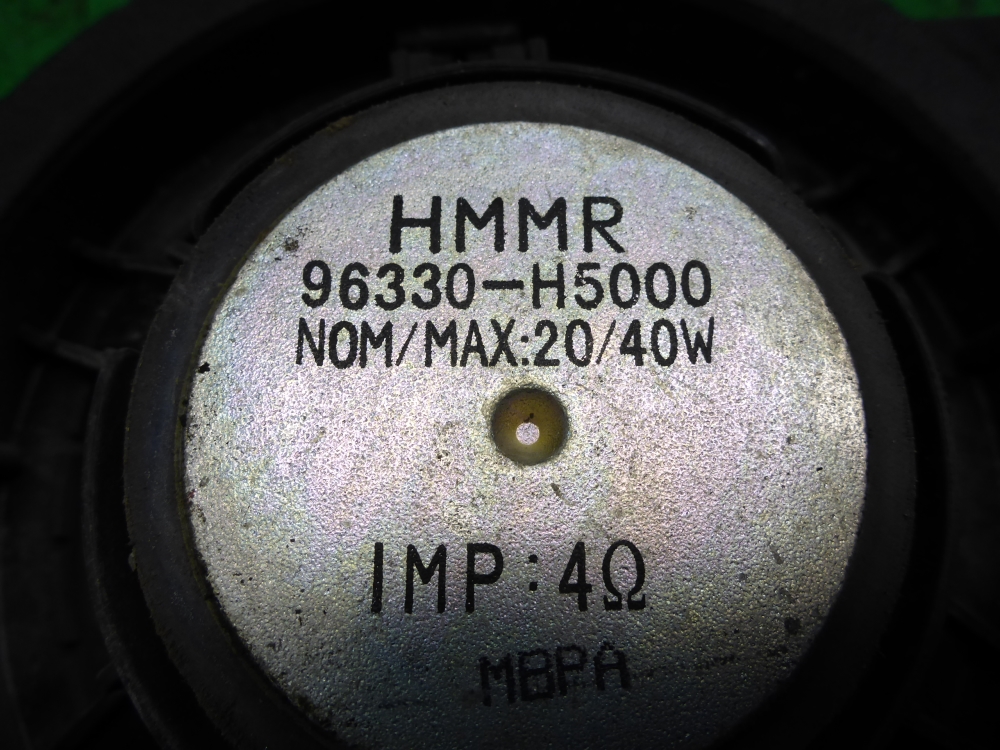 HMMR
96330-H5000
NOM/MAX:20/40W
IMP:4Ω
MBPA